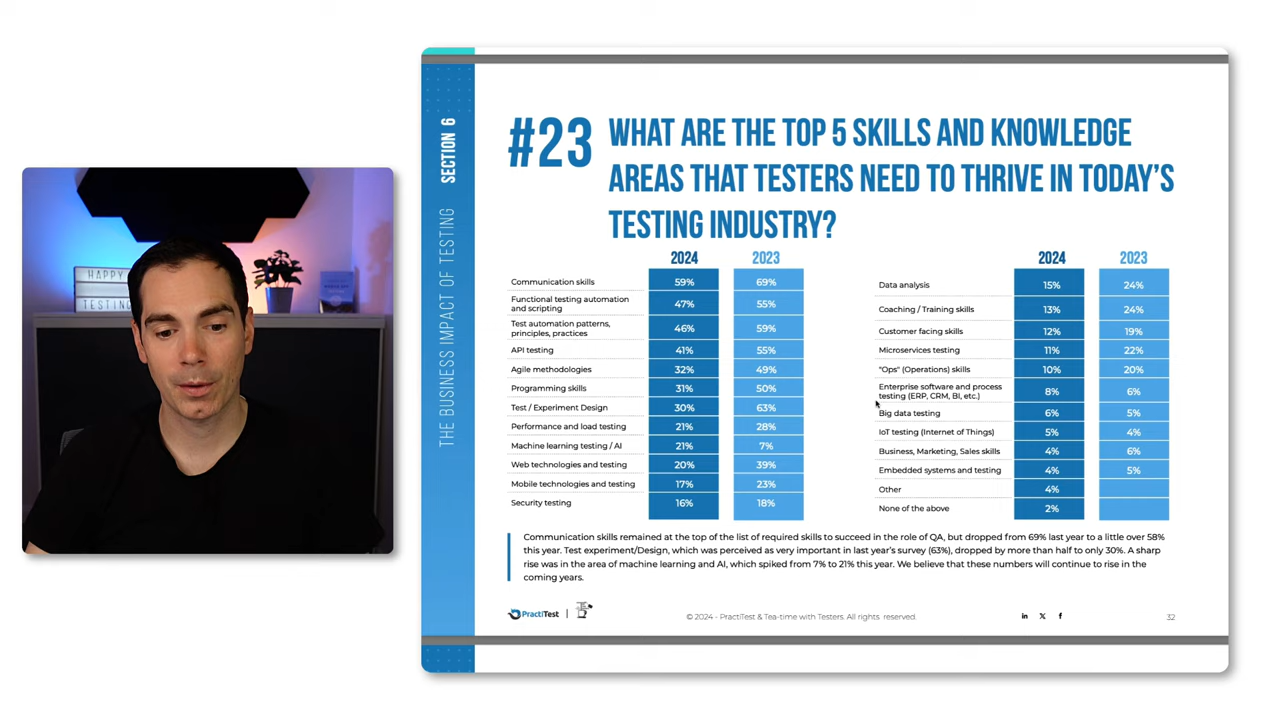 HAPPY
TESTING
SECTION 6
THE BUSINESS IMPACT OF TESTING
#23
WHAT ARE THE TOP 5 SKILLS AND KNOWLEDGE
AREAS THAT TESTERS NEED TO THRIVE IN TODAY'S
TESTING INDUSTRY?
2024 2023
Communication skills 59% 69%
Functional testing automation
and scripting 47% 55%
Test automation patterns,
principles, practices 46% 59%
API testing 41% 55%
Agile methodologies 32% 49%
Programming skills 31% 50%
Test / Experiment Design 30% 63%
Performance and load testing 21% 28%
Machine learning testing / AI 21% 7%
Web technologies and testing 20% 39%
Mobile technologies and testing 17% 23%
Security testing 16% 18%
2024 2023
Data analysis 15% 24%
Coaching / Training skills 13% 24%
Customer facing skills 12% 19%
Microservices testing 11% 22%
"Ops" (Operations) skills 10% 20%
Enterprise software and process
testing (ERP, CRM, BI, etc.) 8% 6%
Big data testing 6% 5%
IoT testing (Internet of Things) 5% 4%
Business, Marketing, Sales skills 4% 6%
Embedded systems and testing 4% 5%
Other 4%
None of the above 2%
Communication skills remained at the top of the list of required skills to succeed in the role of QA, but dropped from 69% last year to a little over 58%
this year. Test experiment/Design, which was perceived as very important in last year's survey (63%), dropped by more than half to only 30%. A sharp
rise was in the area of machine learning and AI, which spiked from 7% to 21% this year. We believe that these numbers will continue to rise in the
coming years.
PractiTest
© 2024 - PractiTest & Tea-time with Testers. All rights reserved.
in X f
32